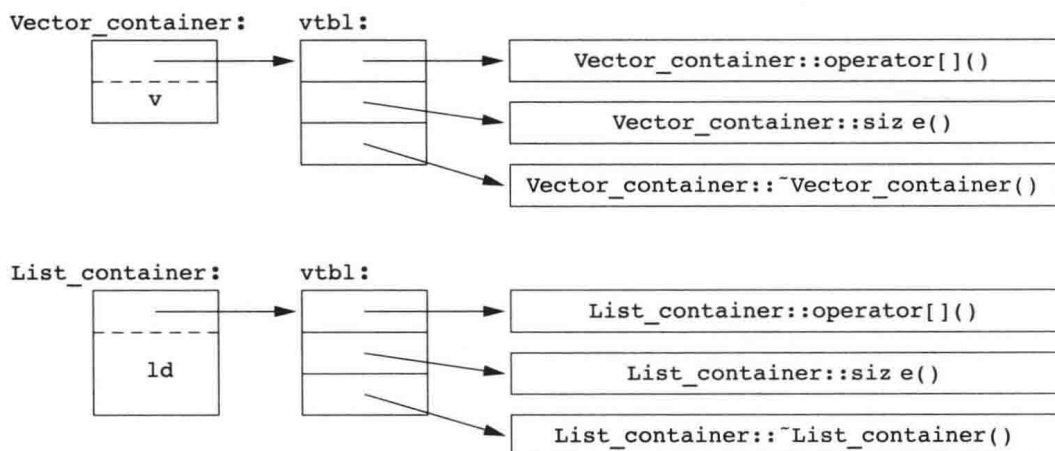 Vector_container: vtbl:
Vector_container::operator[]()
v
Vector_container::siz e()
Vector_container::~Vector_container()
List_container: vtbl:
List_container::operator[]()
ld
List_container::siz e()
List_container::~List_container()